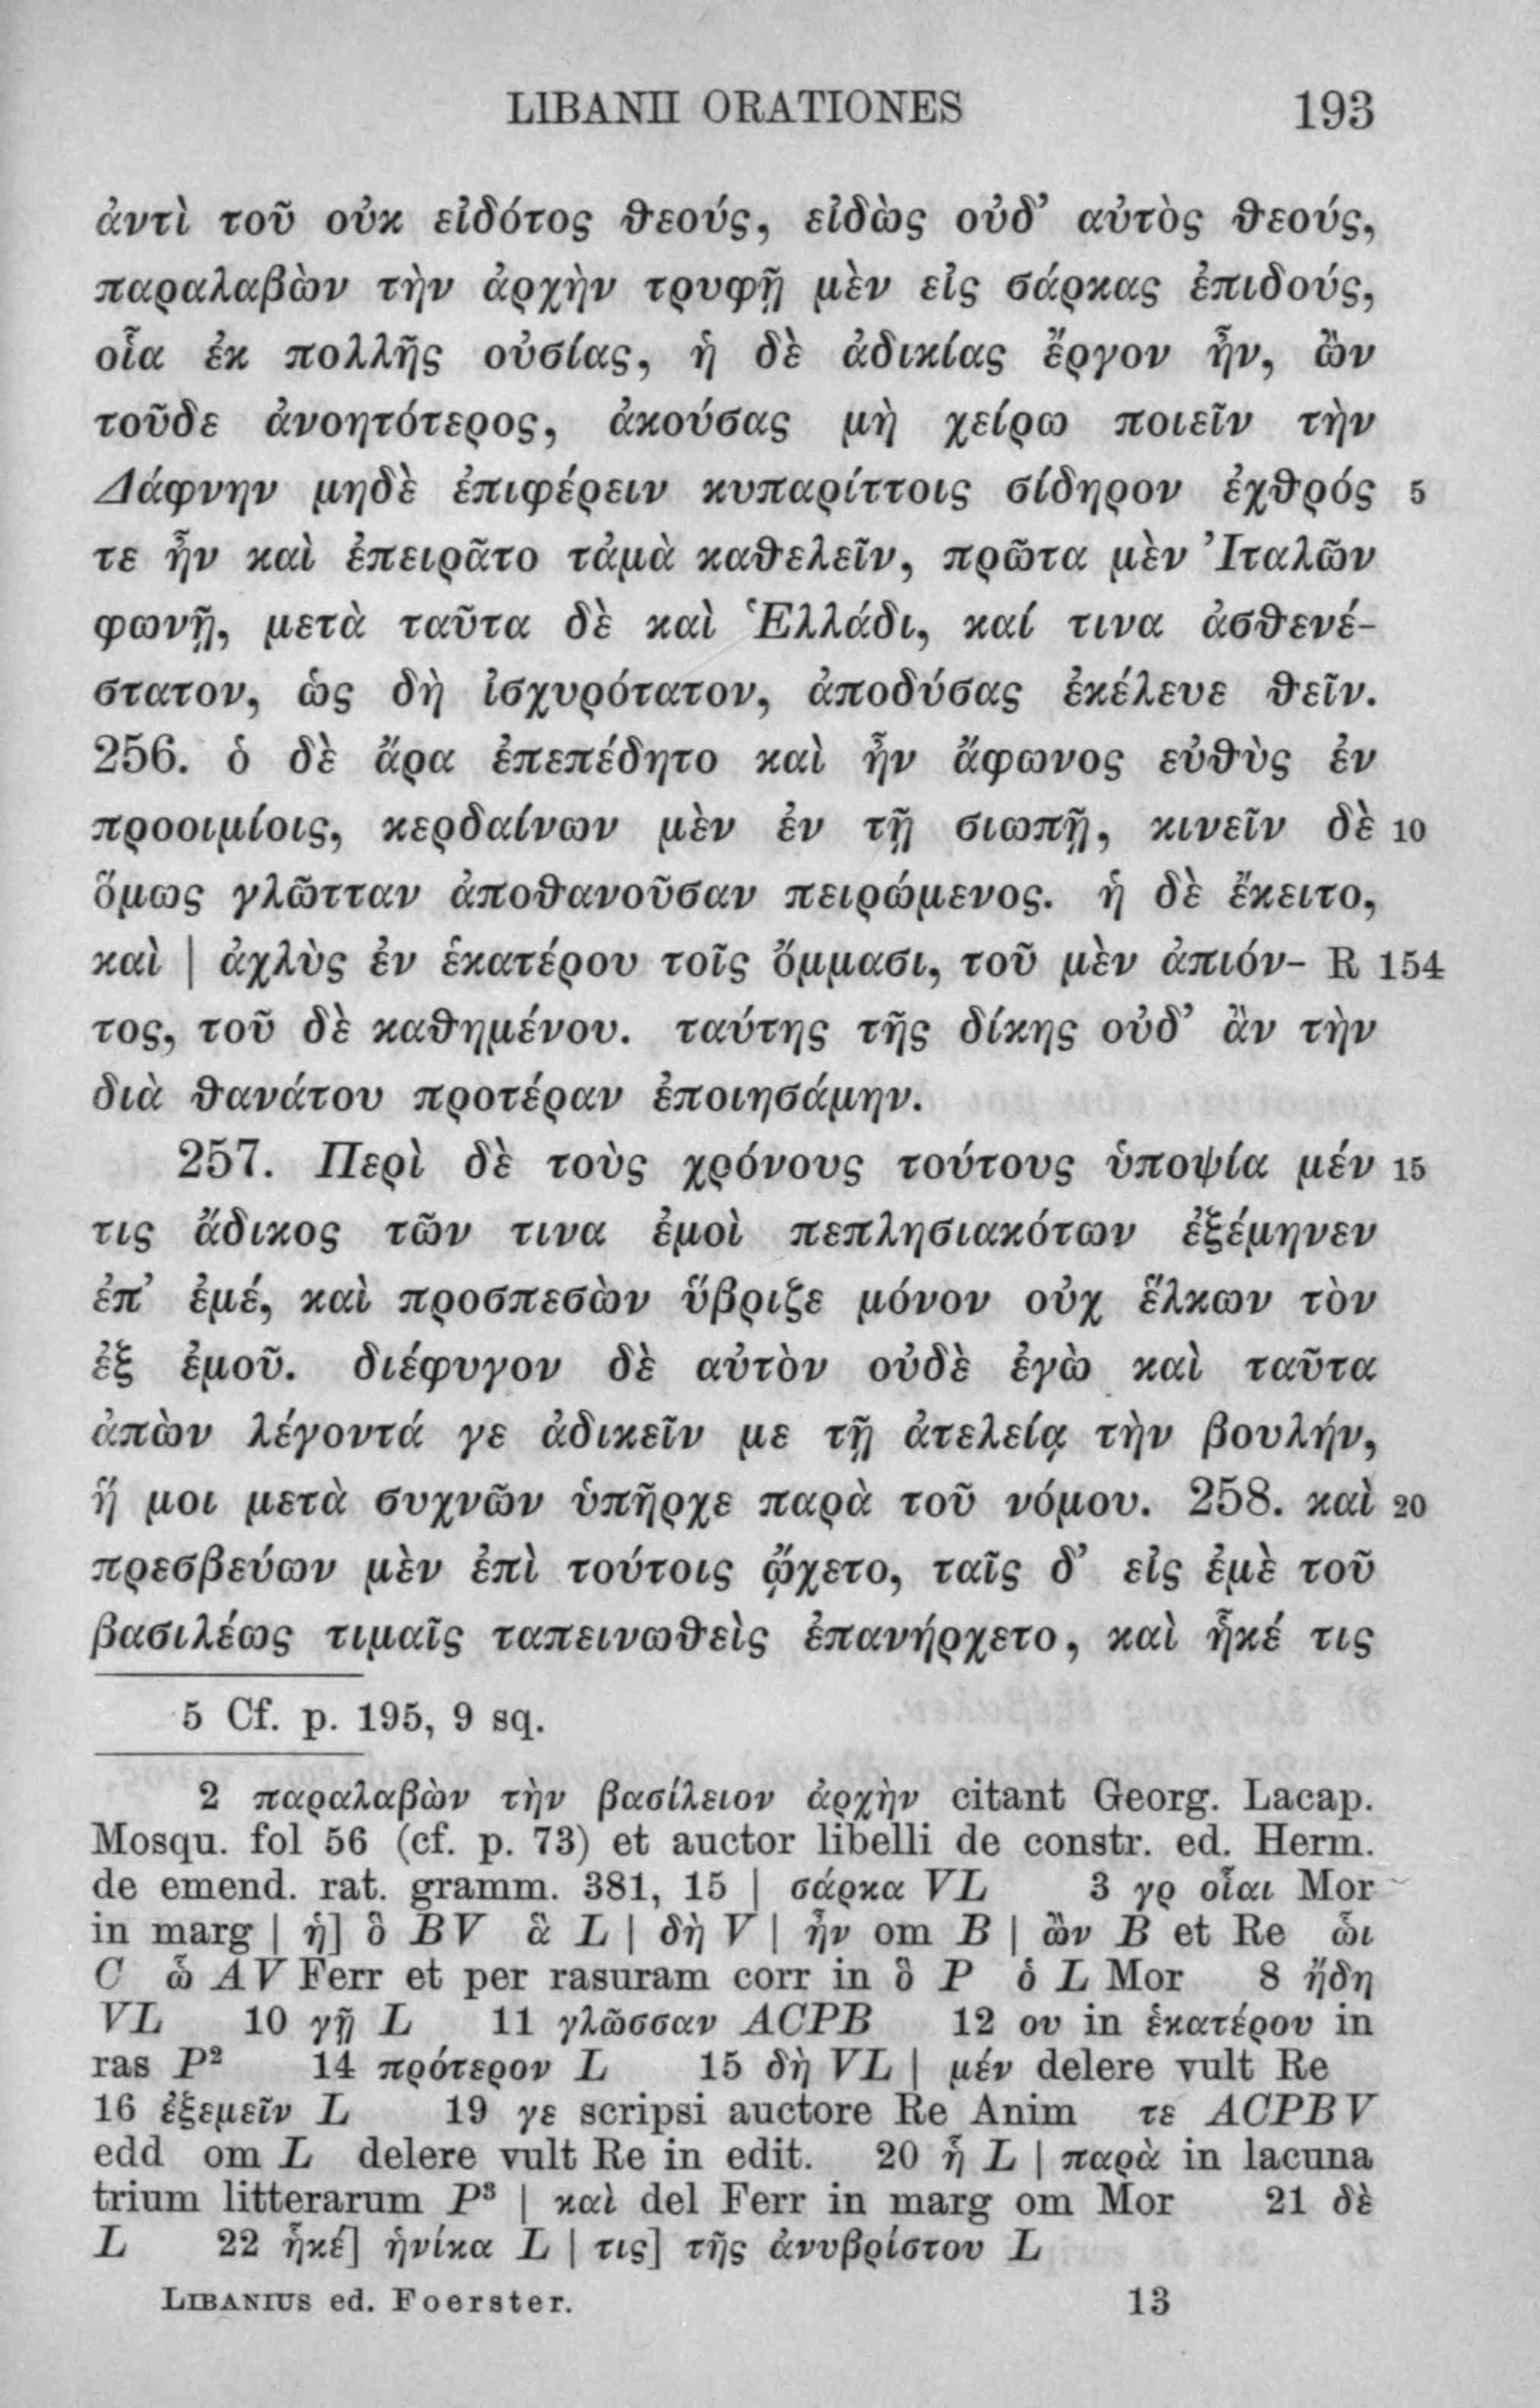 LIBANII ORATIONES 193
ἀντὶ τοῦ οὐκ εἰδότος θεούς, εἰδὼς οὐδ’ αὐτὸς θεούς,
παραλαβὼν τὴν ἀρχὴν τρυφῇ μὲν εἰς σάρκας ἐπιδούς,
οἷα ἐκ πολλῆς οὐσίας, ἡ δὲ ἀδικίας ἔργον ἦν, ὢν
τοῦδε ἀνοητότερος, ἀκούσας μὴ χείρω ποιεῖν τὴν
Δάφνην μηδὲ ἐπιφέρειν κυπαρίττοις σίδηρον ἐχθρός 5
τε ἦν καὶ ἐπειρᾶτο τἀμὰ καθελεῖν, πρῶτα μὲν Ἰταλῶν
φωνῇ, μετὰ ταῦτα δὲ καὶ Ἑλλάδι, καί τινα ἀσθενέ-
στατον, ὡς δὴ ἰσχυρότατον, ἀποδύσας ἐκέλευε θεῖν.
256. ὁ δὲ ἄρα ἐπεπέδητο καὶ ἦν ἄφωνος εὐθὺς ἐν
προοιμίοις, κερδαίνων μὲν ἐν τῇ σιωπῇ, κινεῖν δὲ 10
ὅμως γλῶτταν ἀποθανοῦσαν πειρώμενος. ἡ δὲ ἔκειτο,
καὶ | ἀχλὺς ἐν ἑκατέρου τοῖς ὄμμασι, τοῦ μὲν ἀπιόν- R 154
τος, τοῦ δὲ καθημένου. ταύτης τῆς δίκης οὐδ’ ἂν τὴν
διὰ θανάτου προτέραν ἐποιησάμην.
257. Περὶ δὲ τοὺς χρόνους τούτους ὑποψία μέν 15
τις ἄδικος τῶν τινα ἐμοὶ πεπλησιακότων ἐξέμηνεν
ἐπ’ ἐμέ, καὶ προσπεσὼν ὕβριζε μόνον οὐχ ἕλκων τὸν
ἐξ ἐμοῦ. διέφυγον δὲ αὐτὸν οὐδὲ ἐγὼ καὶ ταῦτα
ἀπὼν λέγοντά γε ἀδικεῖν με τῇ ἀτελείᾳ τὴν βουλήν,
ἥ μοι μετὰ συχνῶν ὑπῆρχε παρὰ τοῦ νόμου. 258. καὶ 20
πρεσβεύων μὲν ἐπὶ τούτοις ᾤχετο, ταῖς δ’ εἰς ἐμὲ τοῦ
βασιλέως τιμαῖς ταπεινωθεὶς ἐπανήρχετο, καὶ ἧκέ τις
5 Cf. p. 195, 9 sq.
2 παραλαβὼν τὴν βασίλειον ἀρχὴν citant Georg. Lacap.
Mosqu. fol 56 (cf. p. 73) et auctor libelli de constr. ed. Herm.
de emend. rat. gramm. 381, 15 | σάρκα VL 3 γρ οἷαι Mor
in marg | ἡ] ὃ BV ἃ L | δὴ V | ἦν om B | ὢν B et Re ὧι
C ᾧ AV Ferr et per rasuram corr in ὃ P ὁ L Mor 8 ἤδη
VL 10 γῇ L 11 γλῶσσαν ACPB 12 ου in ἑκατέρου in
ras P² 14 πρότερον L 15 δὴ VL | μέν delere vult Re
16 ἐξεμεῖν L 19 γε scripsi auctore Re Anim τε ACPBV
edd om L delere vult Re in edit. 20 ἦ L | παρὰ in lacuna
trium litterarum P³ | καὶ del Ferr in marg om Mor 21 δὲ
L 22 ἧκέ] ἡνίκα L | τις] τῆς ἀνυβρίστου L
LIBANIUS ed. Foerster. 13